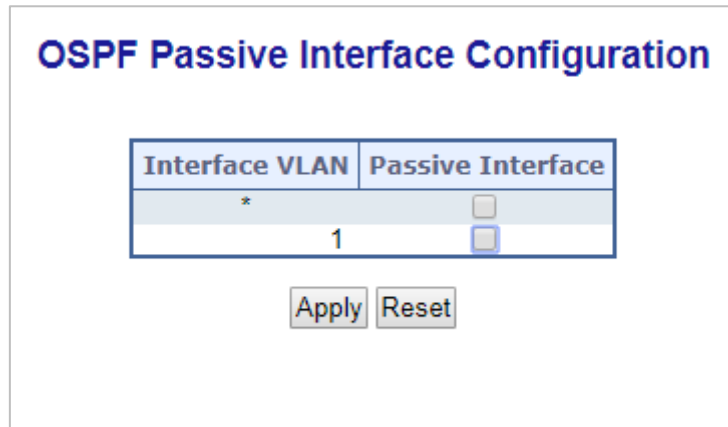 OSPF Passive Interface Configuration
Interface VLAN Passive Interface
*
1
Apply Reset